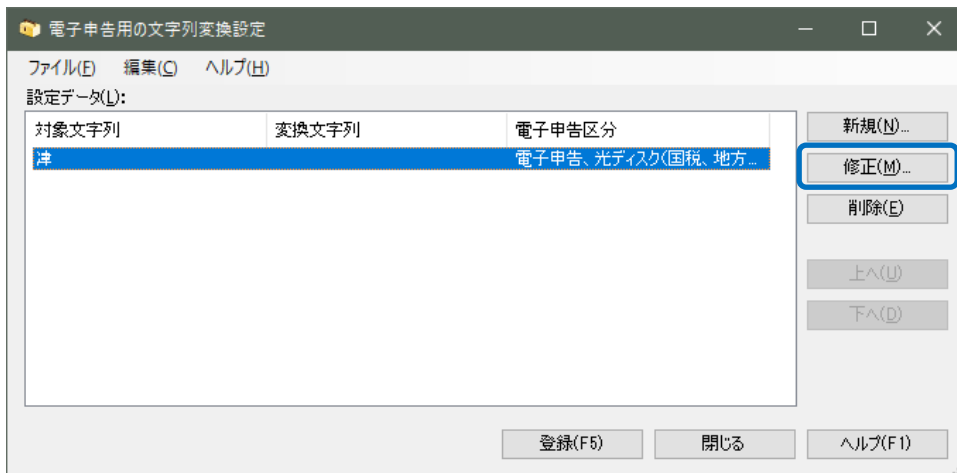 電子申告用の文字列変換設定
ファイル(F) 編集(C) ヘルプ(H)
設定データ(L):
対象文字列 変換文字列 電子申告区分
津 電子申告、光ディスク(国税、地方...
新規(N)...
修正(M)...
削除(E)
上へ(U)
下へ(D)
登録(F5) 閉じる ヘルプ(F1)